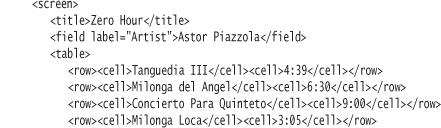 <screen>
<title>Zero Hour</title>
<field label="Artist">Astor Piazzola</field>
<table>
<row><cell>Tanguedia III</cell><cell>4:39</cell></row>
<row><cell>Milonga del Angel</cell><cell>6:30</cell></row>
<row><cell>Concierto Para Quinteto</cell><cell>9:00</cell></row>
<row><cell>Milonga Loca</cell><cell>3:05</cell></row>